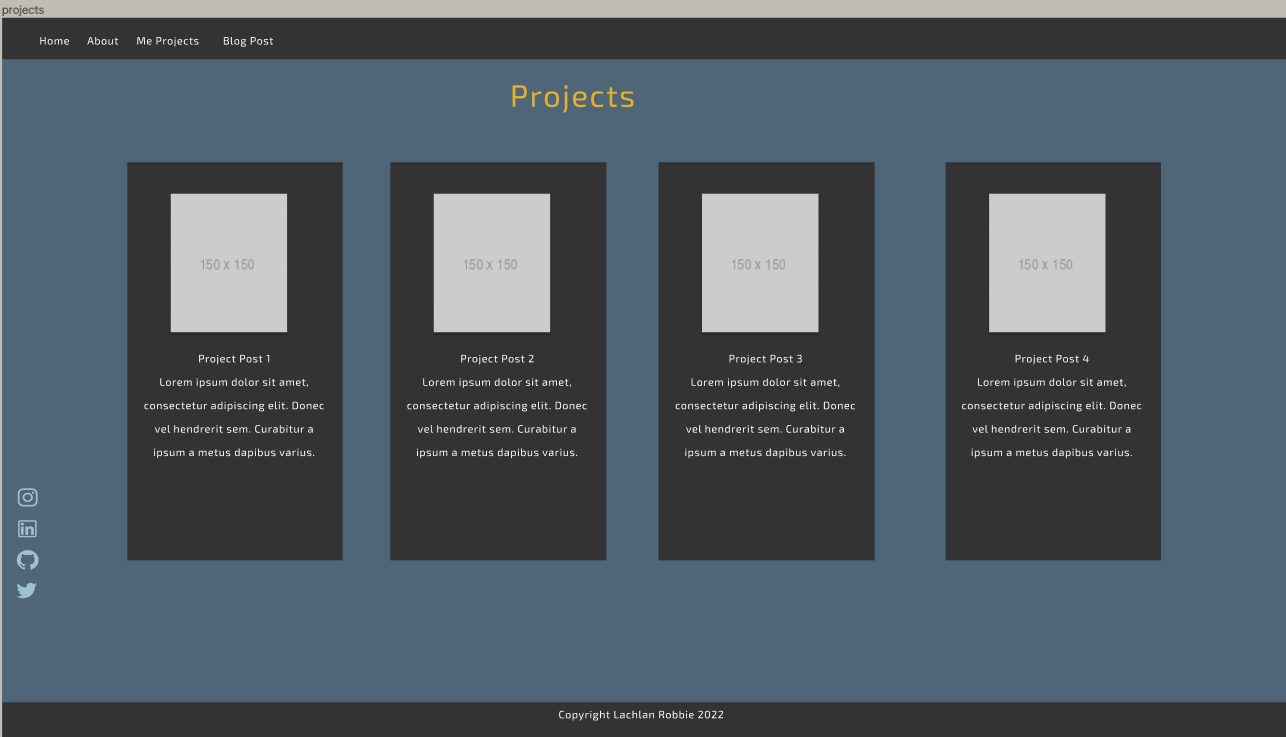 projects
Home About Me Projects Blog Post
Projects
150 x 150
Project Post 1
Lorem ipsum dolor sit amet,
consectetur adipiscing elit. Donec
vel hendrerit sem. Curabitur a
ipsum a metus dapibus varius.
150 x 150
Project Post 2
Lorem ipsum dolor sit amet,
consectetur adipiscing elit. Donec
vel hendrerit sem. Curabitur a
ipsum a metus dapibus varius.
150 x 150
Project Post 3
Lorem ipsum dolor sit amet,
consectetur adipiscing elit. Donec
vel hendrerit sem. Curabitur a
ipsum a metus dapibus varius.
150 x 150
Project Post 4
Lorem ipsum dolor sit amet,
consectetur adipiscing elit. Donec
vel hendrerit sem. Curabitur a
ipsum a metus dapibus varius.
in
Copyright Lachlan Robbie 2022